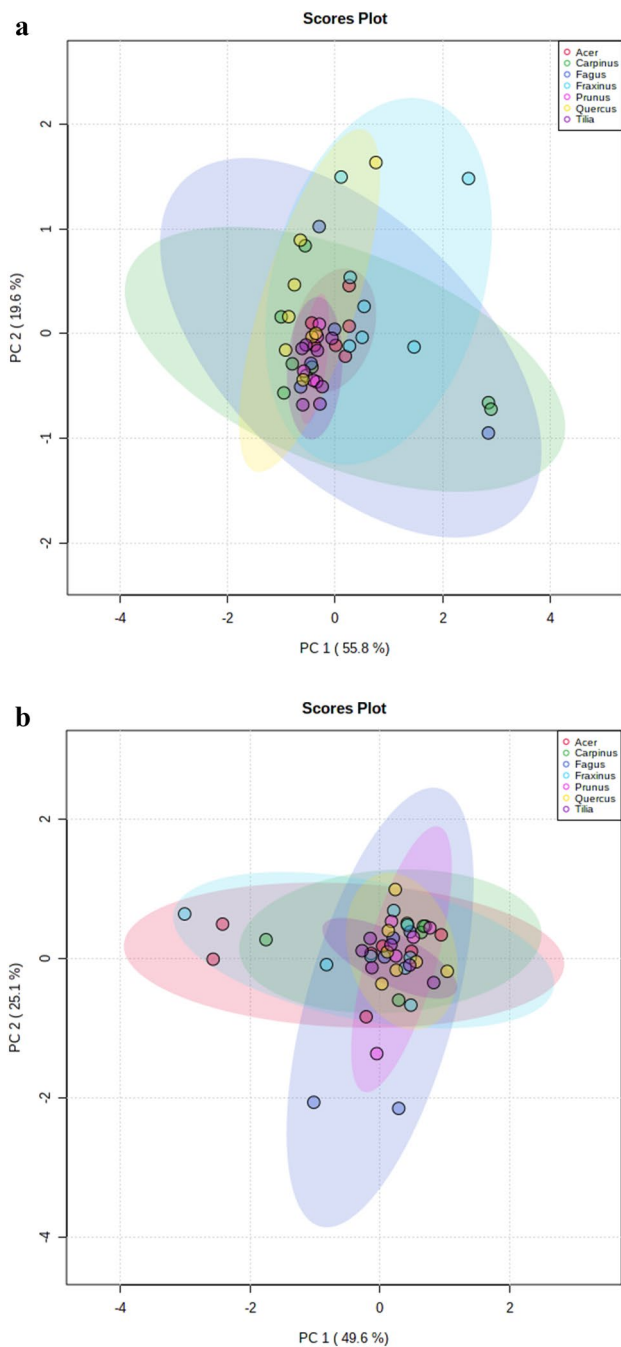 a
Scores Plot
Acer
Carpinus
Fagus
Fraxinus
Prunus
Quercus
Tilia
2
1
0
-1
-2
PC 2 ( 19.6 %)
-4 -2 0 2 4
PC 1 ( 55.8 %)
b
Scores Plot
Acer
Carpinus
Fagus
Fraxinus
Prunus
Quercus
Tilia
2
0
-2
-4
PC 2 ( 25.1 %)
-4 -2 0 2
PC 1 ( 49.6 %)